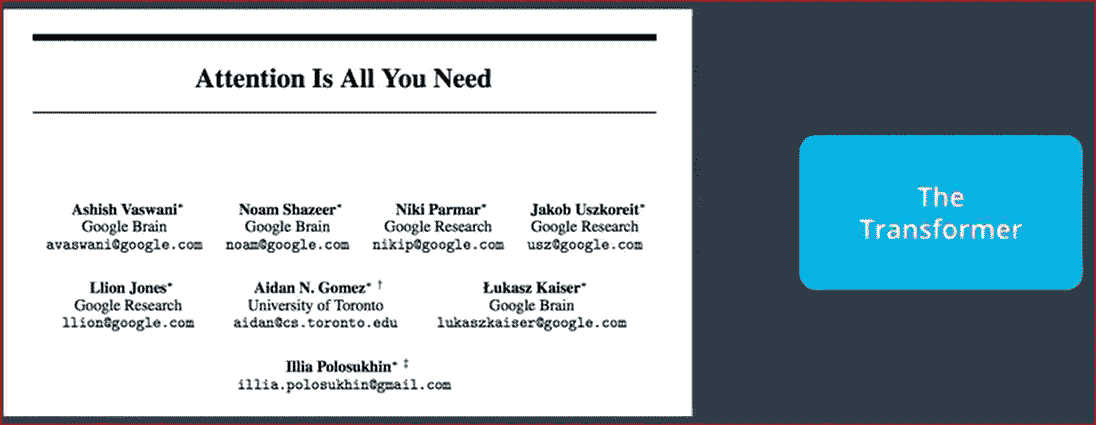 Attention Is All You Need
Ashish Vaswani* Noam Shazeer* Niki Parmar* Jakob Uszkoreit*
Google Brain Google Brain Google Research Google Research
avaswani@google.com noam@google.com nikip@google.com usz@google.com
Llion Jones* Aidan N. Gomez* † Łukasz Kaiser*
Google Research University of Toronto Google Brain
llion@google.com aidan@cs.toronto.edu lukaszkaiser@google.com
Illia Polosukhin* ‡
illia.polosukhin@gmail.com
The
Transformer